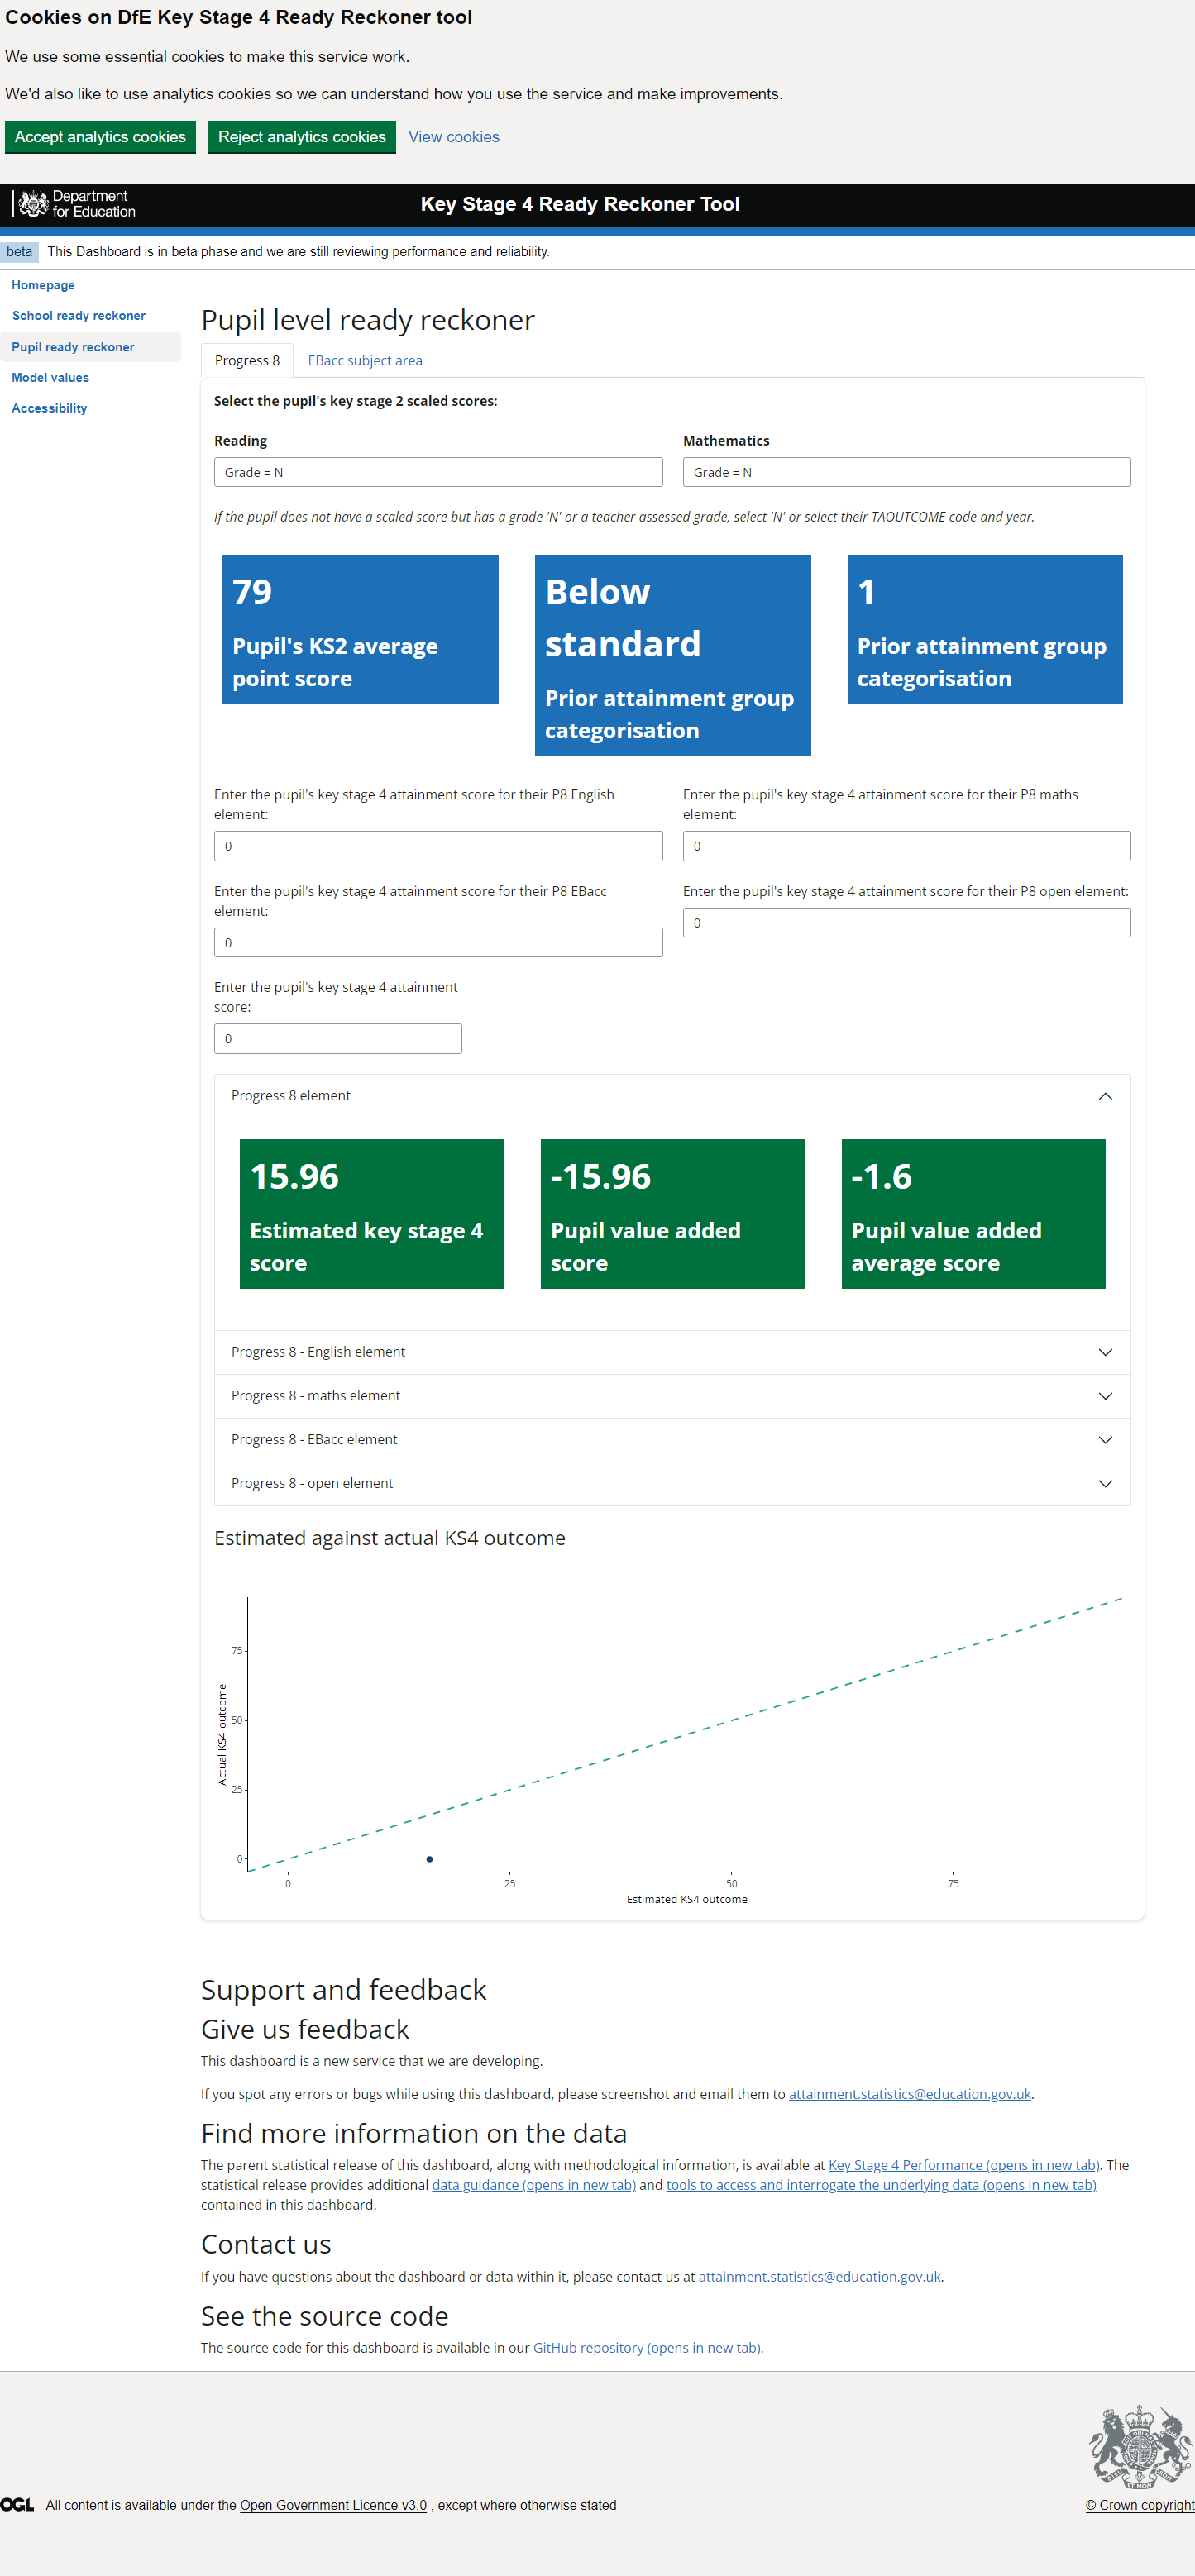 Cookies on DfE Key Stage 4 Ready Reckoner tool
We use some essential cookies to make this service work.
We'd also like to use analytics cookies so we can understand how you use the service and make improvements.
Accept analytics cookies Reject analytics cookies View cookies
Department
for Education
Key Stage 4 Ready Reckoner Tool
beta This Dashboard is in beta phase and we are still reviewing performance and reliability.
Homepage
School ready reckoner
Pupil ready reckoner
Model values
Accessibility
Pupil level ready reckoner
Progress 8 EBacc subject area
Select the pupil's key stage 2 scaled scores:
Reading
Grade = N
Mathematics
Grade = N
If the pupil does not have a scaled score but has a grade 'N' or a teacher assessed grade, select 'N' or select their TAOUTCOME code and year.
79
Pupil's KS2 average
point score
Below
standard
Prior attainment group
categorisation
1
Prior attainment group
categorisation
Enter the pupil's key stage 4 attainment score for their P8 English
element:
0
Enter the pupil's key stage 4 attainment score for their P8 maths
element:
0
Enter the pupil's key stage 4 attainment score for their P8 EBacc
element:
0
Enter the pupil's key stage 4 attainment score for their P8 open element:
0
Enter the pupil's key stage 4 attainment
score:
0
Progress 8 element
15.96
Estimated key stage 4
score
-15.96
Pupil value added
score
-1.6
Pupil value added
average score
Progress 8 - English element
Progress 8 - maths element
Progress 8 - EBacc element
Progress 8 - open element
Estimated against actual KS4 outcome
Actual KS4 outcome
75
50
25
0
0 25 50 75
Estimated KS4 outcome
Support and feedback
Give us feedback
This dashboard is a new service that we are developing.
If you spot any errors or bugs while using this dashboard, please screenshot and email them to attainment.statistics@education.gov.uk.
Find more information on the data
The parent statistical release of this dashboard, along with methodological information, is available at Key Stage 4 Performance (opens in new tab). The
statistical release provides additional data guidance (opens in new tab) and tools to access and interrogate the underlying data (opens in new tab)
contained in this dashboard.
Contact us
If you have questions about the dashboard or data within it, please contact us at attainment.statistics@education.gov.uk.
See the source code
The source code for this dashboard is available in our GitHub repository (opens in new tab).
OGL All content is available under the Open Government Licence v3.0 , except where otherwise stated
© Crown copyright